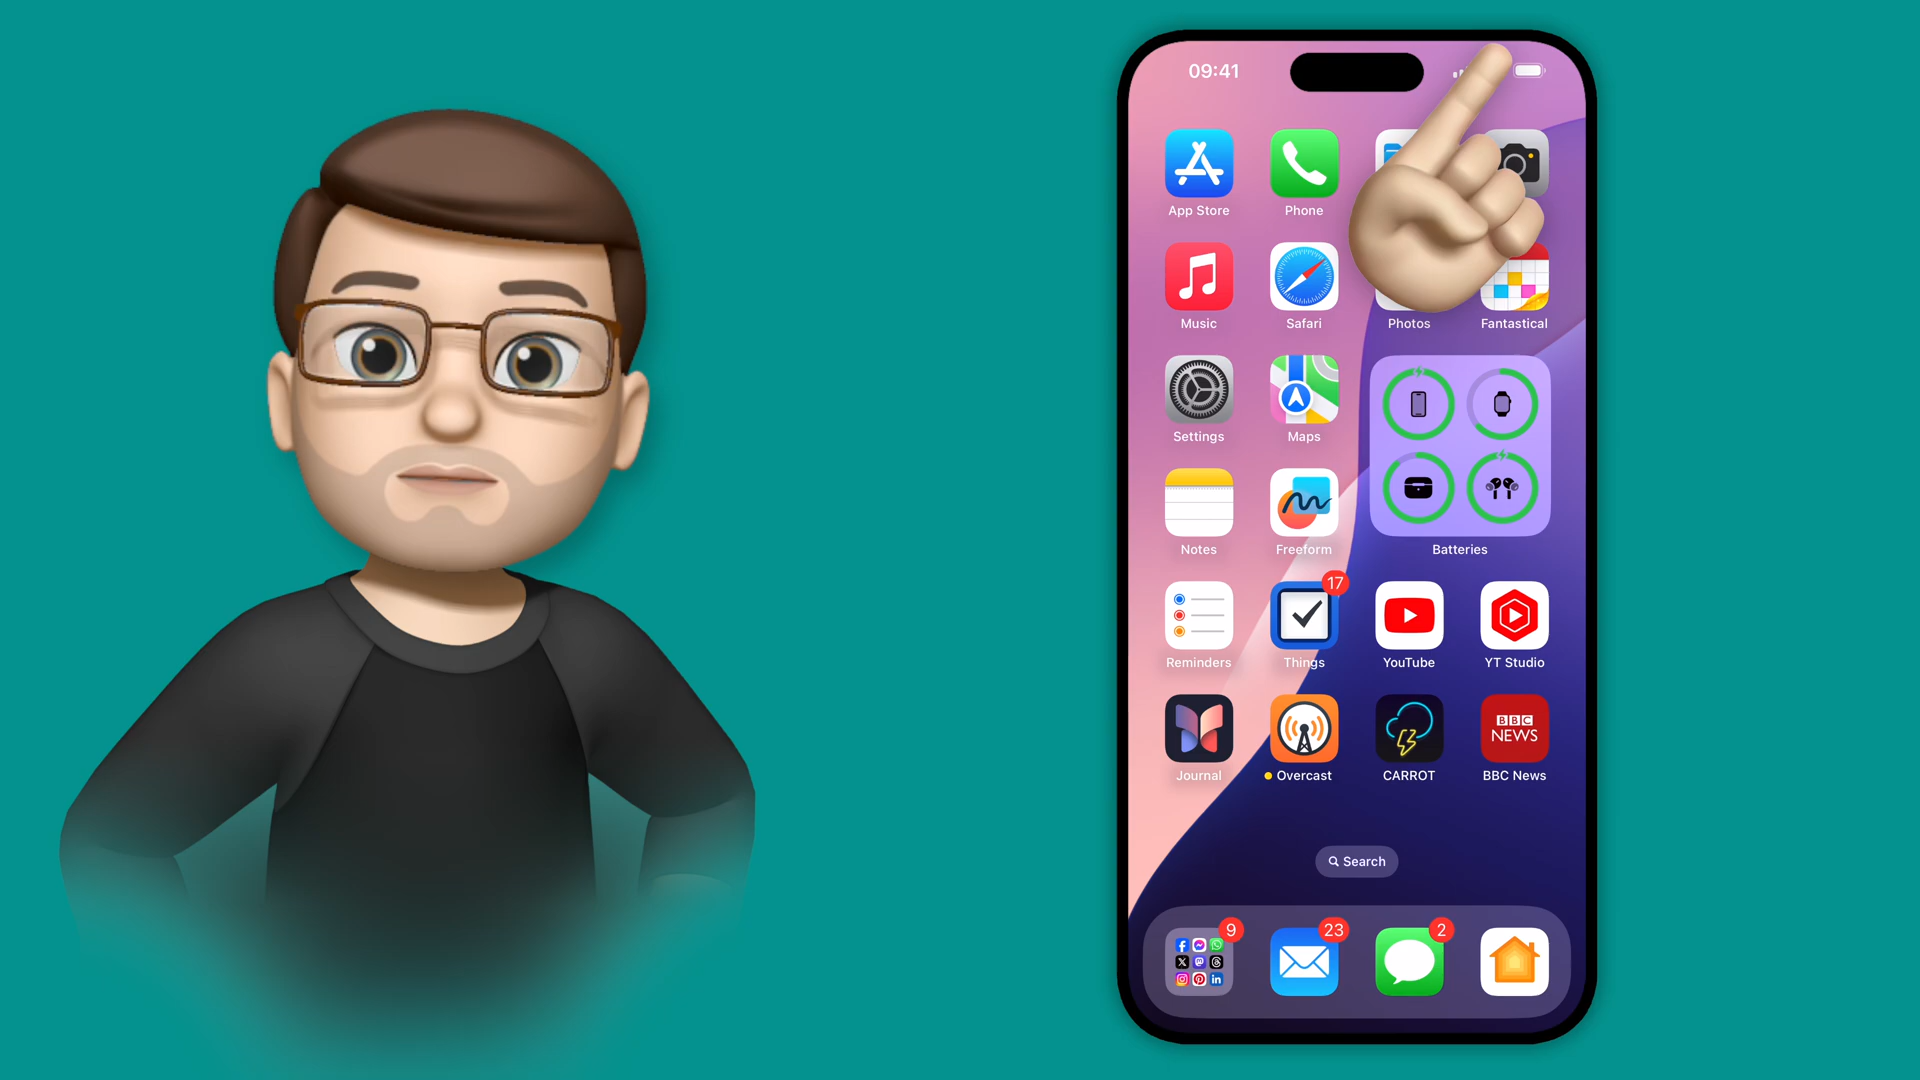 09:41
App Store
Phone
Music
Safari
Photos
Fantastical
Settings
Maps
Notes
Freeform
Batteries
17
Reminders
Things
YouTube
YT Studio
BBC
NEWS
Journal
Overcast
CARROT
BBC News
Search
9
23
2